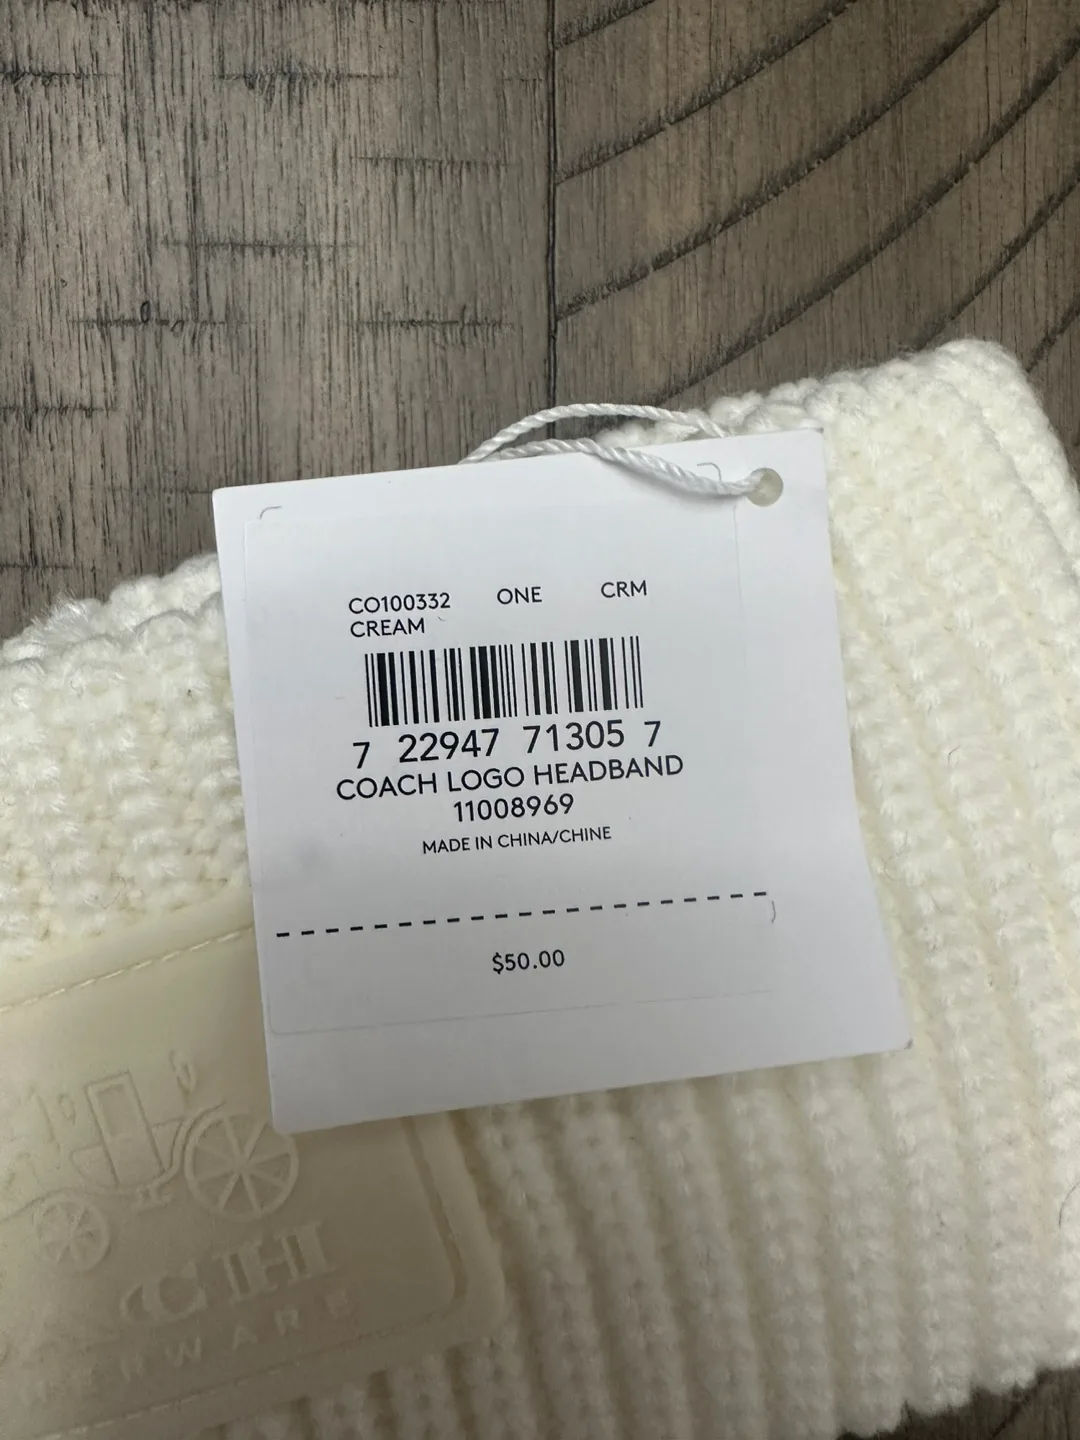 CO100332 ONE CRM
CREAM
7 22947 71305 7
COACH LOGO HEADBAND
11008969
MADE IN CHINA/CHINE
$50.00